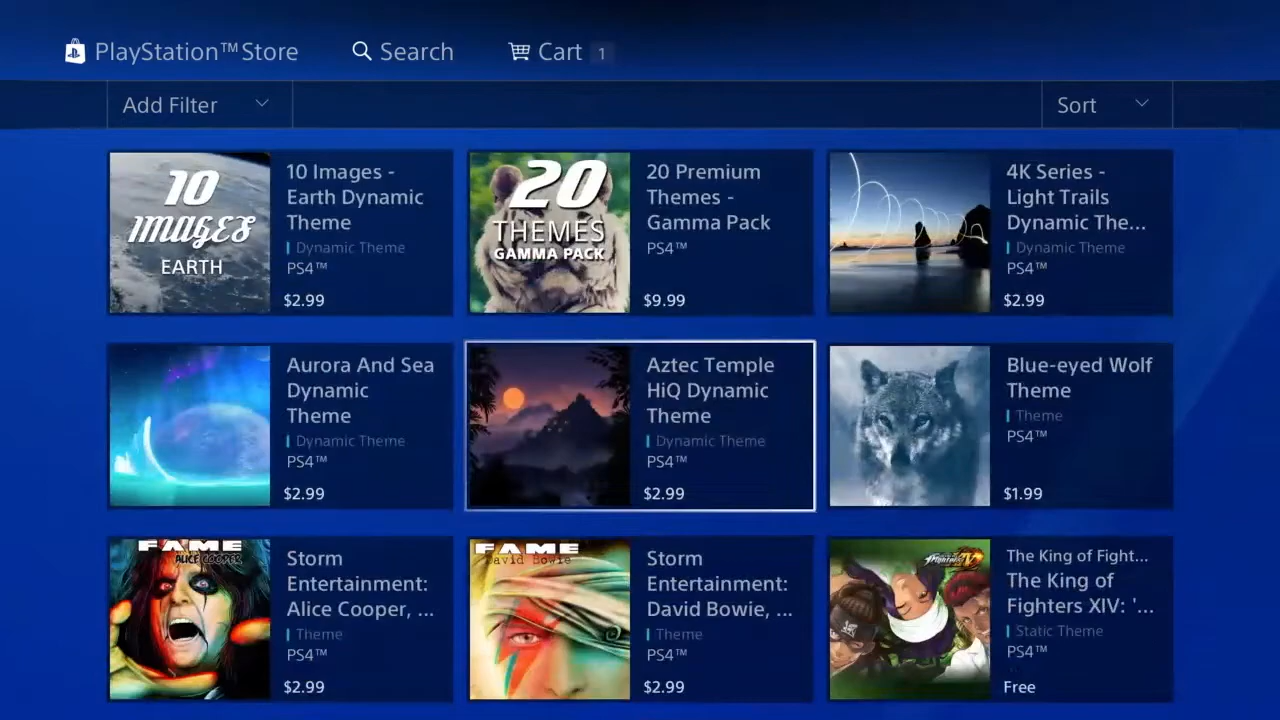 PlayStation™Store
Search
Cart 1
Add Filter
Sort
10
IMAGES
EARTH
10 Images -
Earth Dynamic
Theme
Dynamic Theme
PS4™
$2.99
20
THEMES
GAMMA PACK
20 Premium
Themes -
Gamma Pack
PS4™
$9.99
4K Series -
Light Trails
Dynamic The...
Dynamic Theme
PS4™
$2.99
Aurora And Sea
Dynamic
Theme
Dynamic Theme
PS4™
$2.99
Aztec Temple
HiQ Dynamic
Theme
Dynamic Theme
PS4™
$2.99
Blue-eyed Wolf
Theme
Theme
PS4™
$1.99
FAME
ALICE COOPER
Storm
Entertainment:
Alice Cooper, ...
Theme
PS4™
$2.99
FAME
David Bowie
Storm
Entertainment:
David Bowie, ...
Theme
PS4™
$2.99
The King of Fight...
The King of
Fighters XIV: '...
Static Theme
PS4™
Free